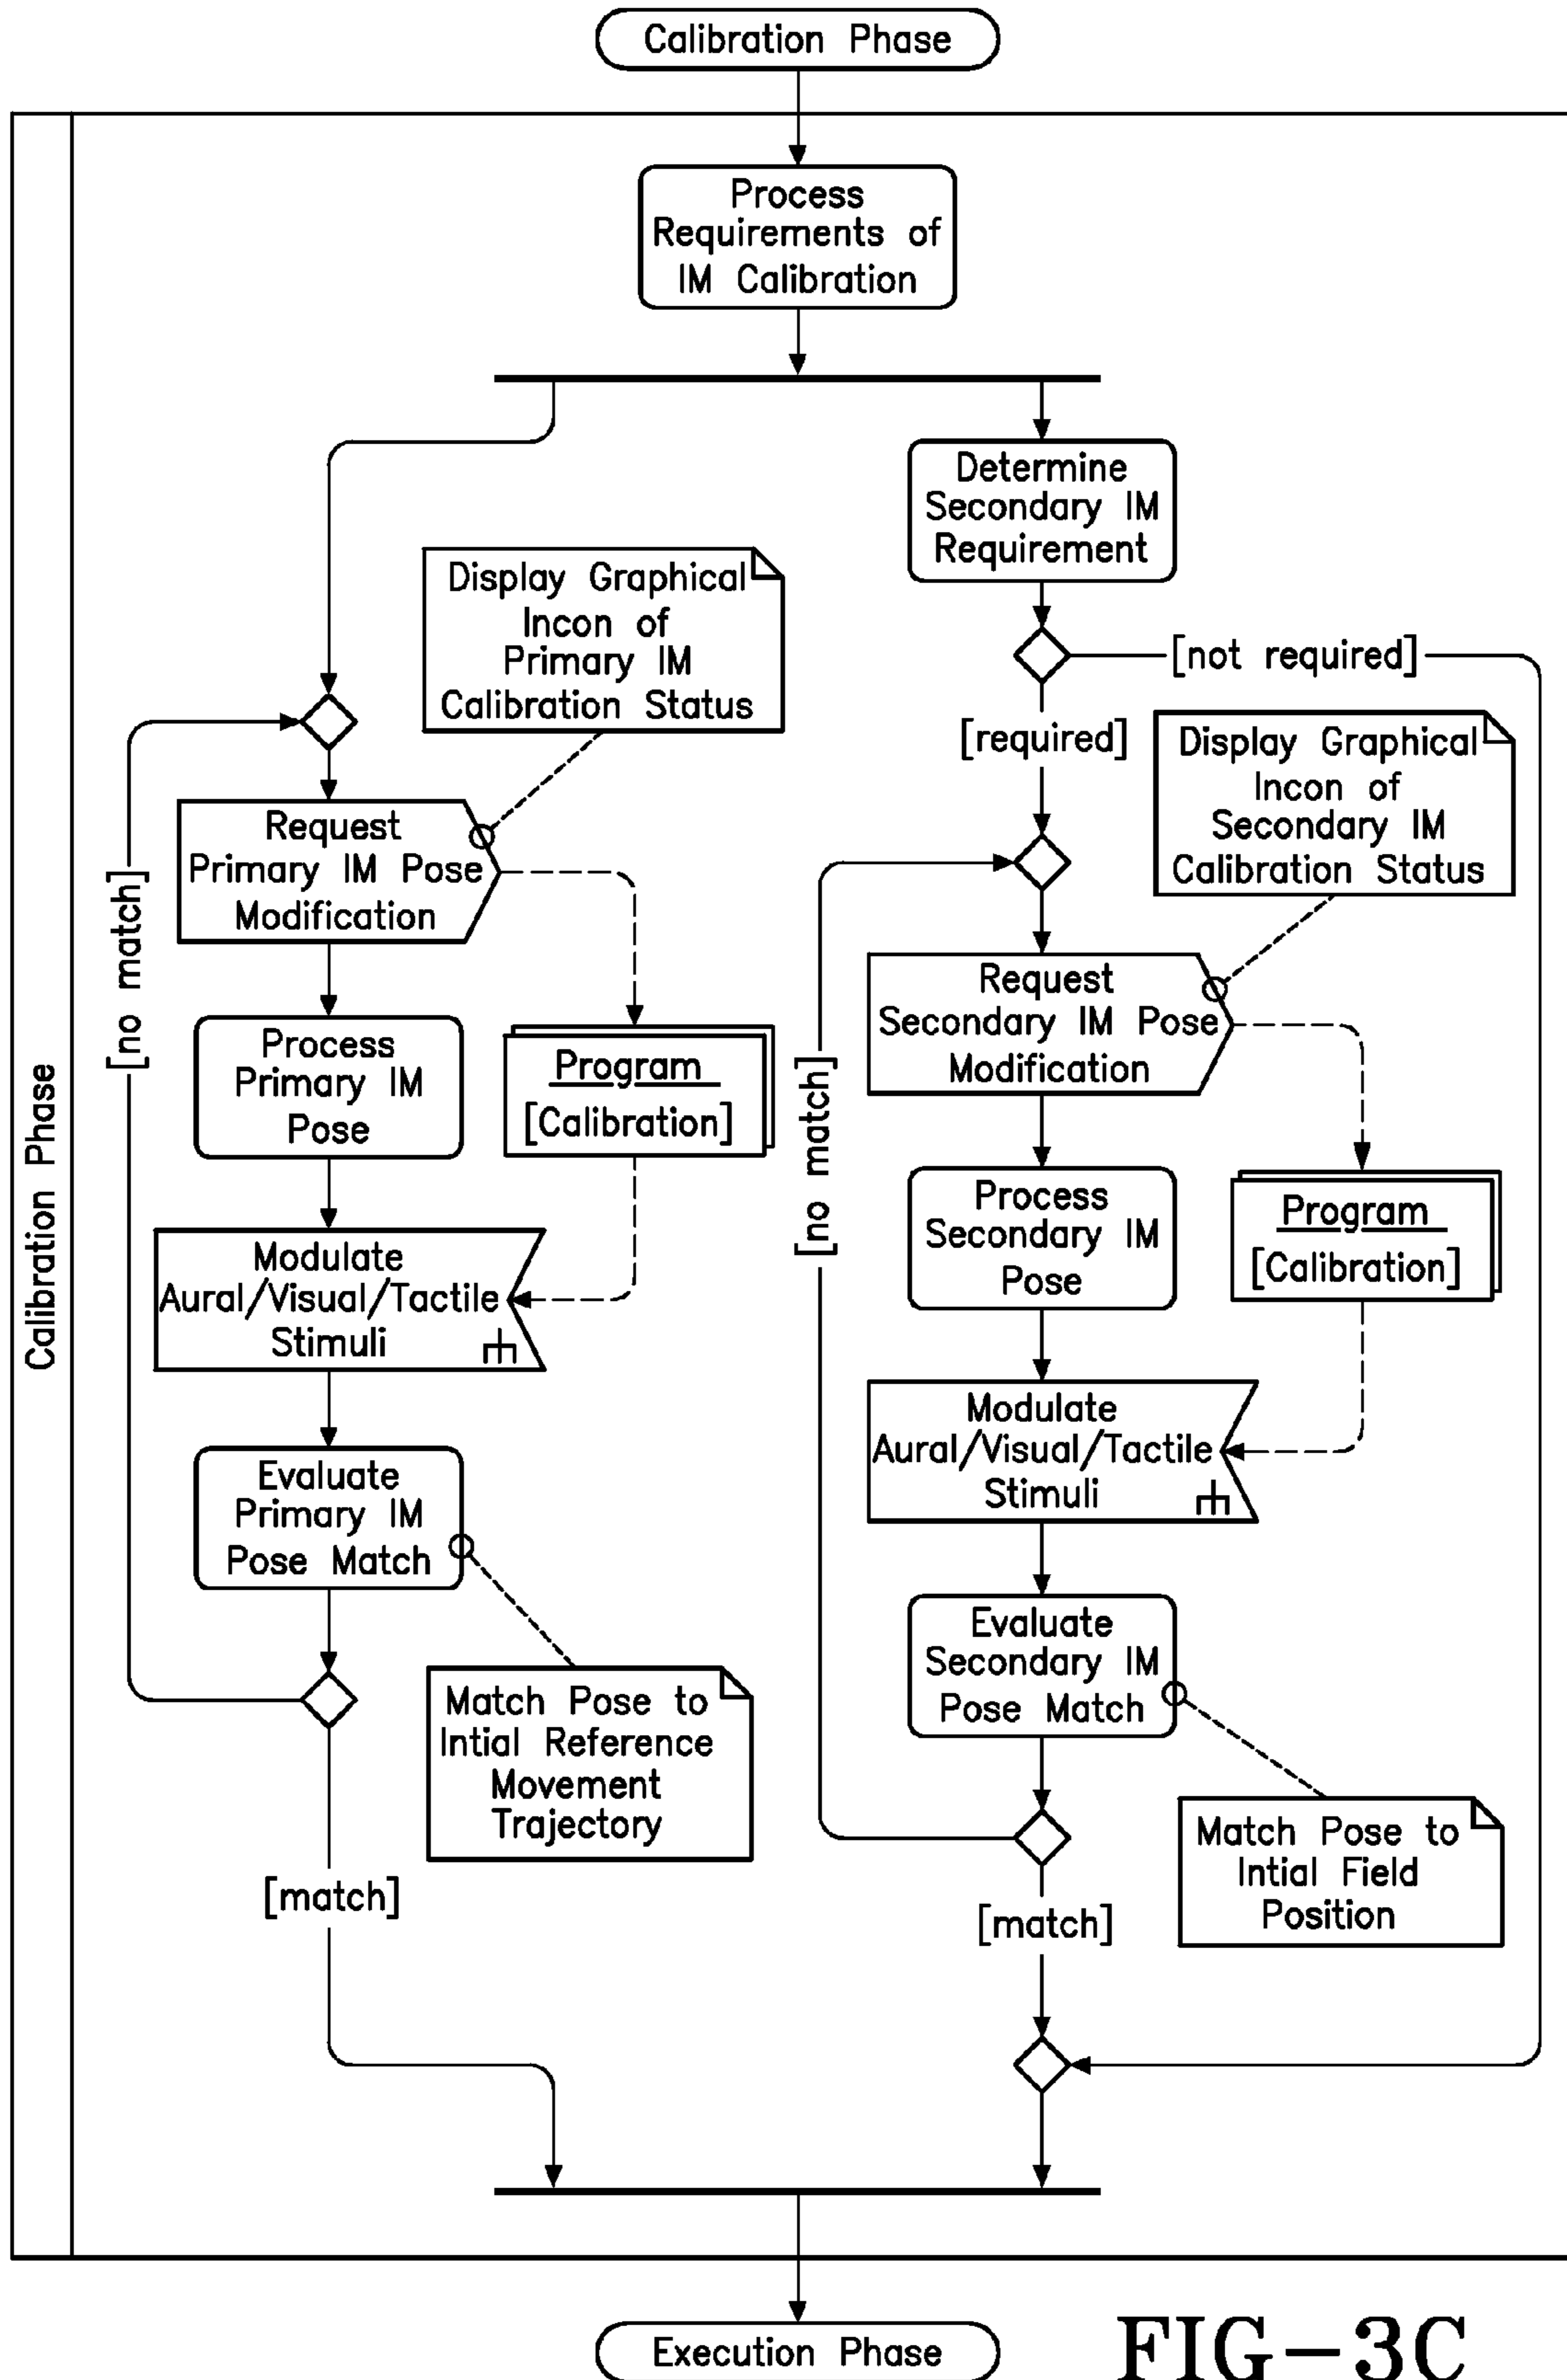 Calibration Phase
Process
Requirements of
IM Calibration
Calibration Phase
Display Graphical
Incon of
Primary IM
Calibration Status
[no match]
Request
Primary IM Pose
Modification
Process
Primary IM
Pose
Program
[Calibration]
Modulate
Aural/Visual/Tactile
Stimuli
Evaluate
Primary IM
Pose Match
Match Pose to
Intial Reference
Movement
Trajectory
[match]
Determine
Secondary IM
Requirement
[not required]
[required]
Display Graphical
Incon of
Secondary IM
Calibration Status
[no match]
Request
Secondary IM Pose
Modification
Process
Secondary IM
Pose
Program
[Calibration]
Modulate
Aural/Visual/Tactile
Stimuli
Evaluate
Secondary IM
Pose Match
Match Pose to
Intial Field
Position
[match]
Execution Phase
FIG-3C